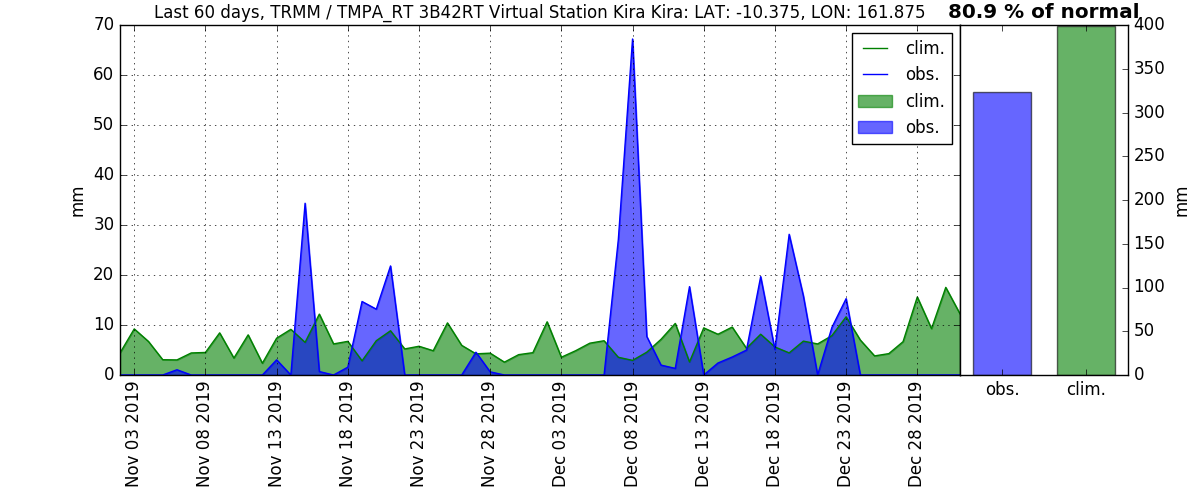 Last 60 days, TRMM / TMPA_RT 3B42RT Virtual Station Kira Kira: LAT: -10.375, LON: 161.875
80.9 % of normal
70
60
50
40
30
20
10
0
mm
clim.
obs.
clim.
obs.
Nov 03 2019
Nov 08 2019
Nov 13 2019
Nov 18 2019
Nov 23 2019
Nov 28 2019
Dec 03 2019
Dec 08 2019
Dec 13 2019
Dec 18 2019
Dec 23 2019
Dec 28 2019
400
350
300
250
200
150
100
50
0
mm
obs.
clim.